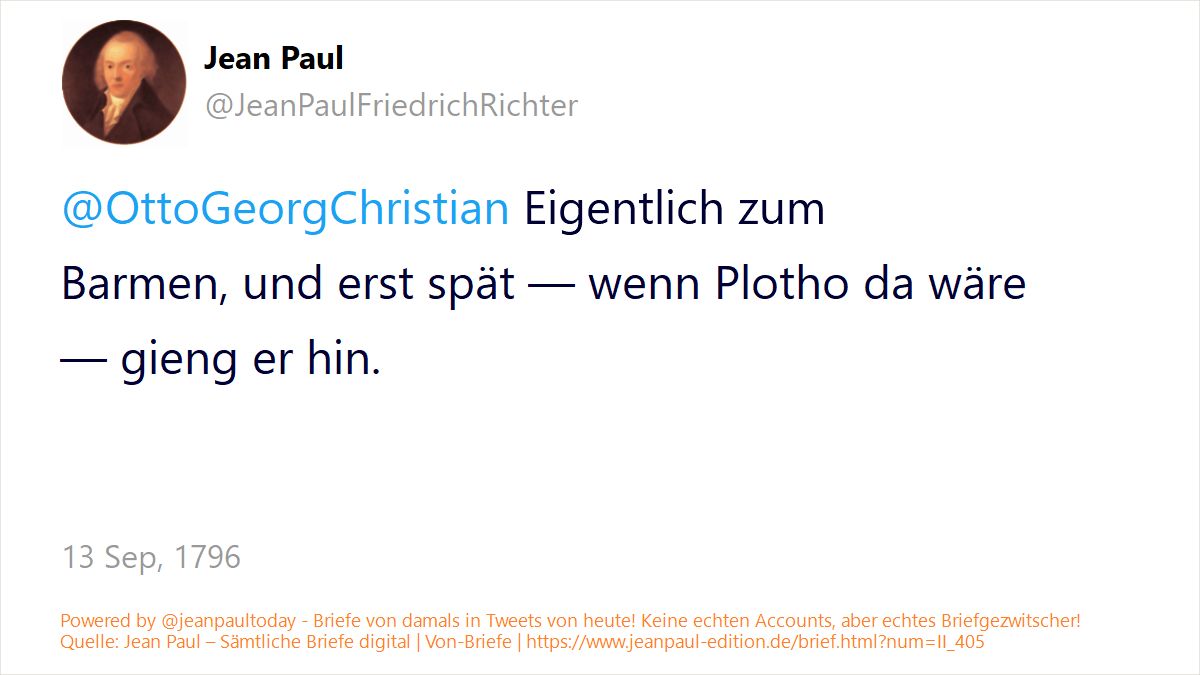 Jean Paul
@JeanPaulFriedrichRichter
@OttoGeorgChristian Eigentlich zum
Barmen, und erst spät — wenn Plotho da wäre
— gieng er hin.
13 Sep, 1796
Powered by @jeanpaultoday - Briefe von damals in Tweets von heute! Keine echten Accounts, aber echtes Briefgezwitscher!
Quelle: Jean Paul – Sämtliche Briefe digital | Von-Briefe | https://www.jeanpaul-edition.de/brief.html?num=II_405